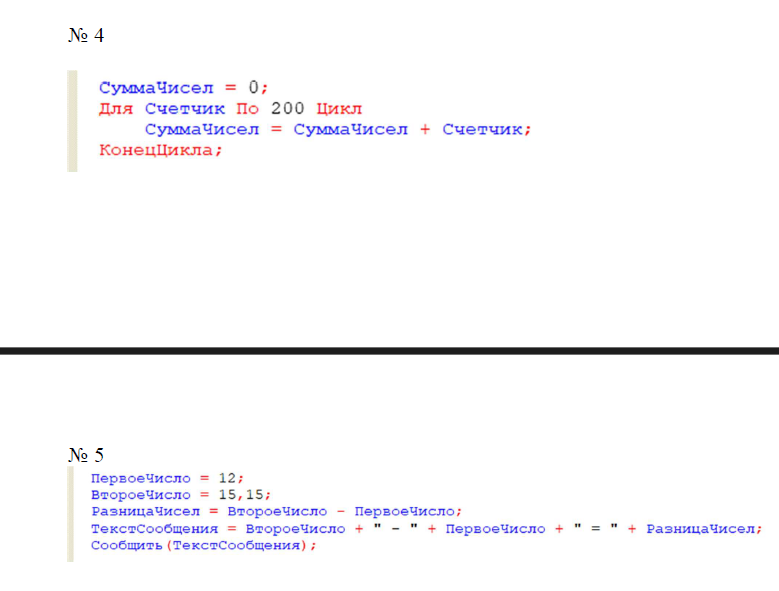 № 4
СуммаЧисел = 0;
Для Счетчик По 200 Цикл
СуммаЧисел = СуммаЧисел + Счетчик;
КонецЦикла;
№ 5
ПервоеЧисло = 12;
ВтороеЧисло = 15,15;
РазницаЧисел = ВтороеЧисло - ПервоеЧисло;
ТекстСообщения = ВтороеЧисло + " - " + ПервоеЧисло + " = " + РазницаЧисел;
Сообщить(ТекстСообщения);